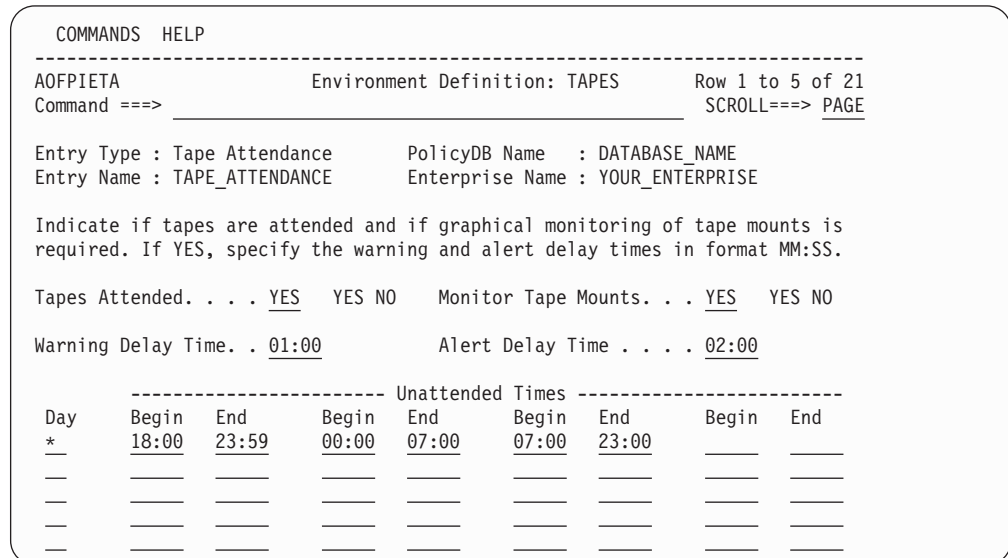 COMMANDS HELP
-------------------------------------------------------------------------------
AOFPIETA Environment Definition: TAPES Row 1 to 5 of 21
Command ===> SCROLL===> PAGE
Entry Type : Tape Attendance PolicyDB Name : DATABASE_NAME
Entry Name : TAPE_ATTENDANCE Enterprise Name : YOUR_ENTERPRISE
Indicate if tapes are attended and if graphical monitoring of tape mounts is
required. If YES, specify the warning and alert delay times in format MM:SS.
Tapes Attended. . . . YES YES NO Monitor Tape Mounts. . . YES YES NO
Warning Delay Time. . 01:00 Alert Delay Time . . . . 02:00
------------------------ Unattended Times -------------------------
Day Begin End Begin End Begin End Begin End
* 18:00 23:59 00:00 07:00 07:00 23:00